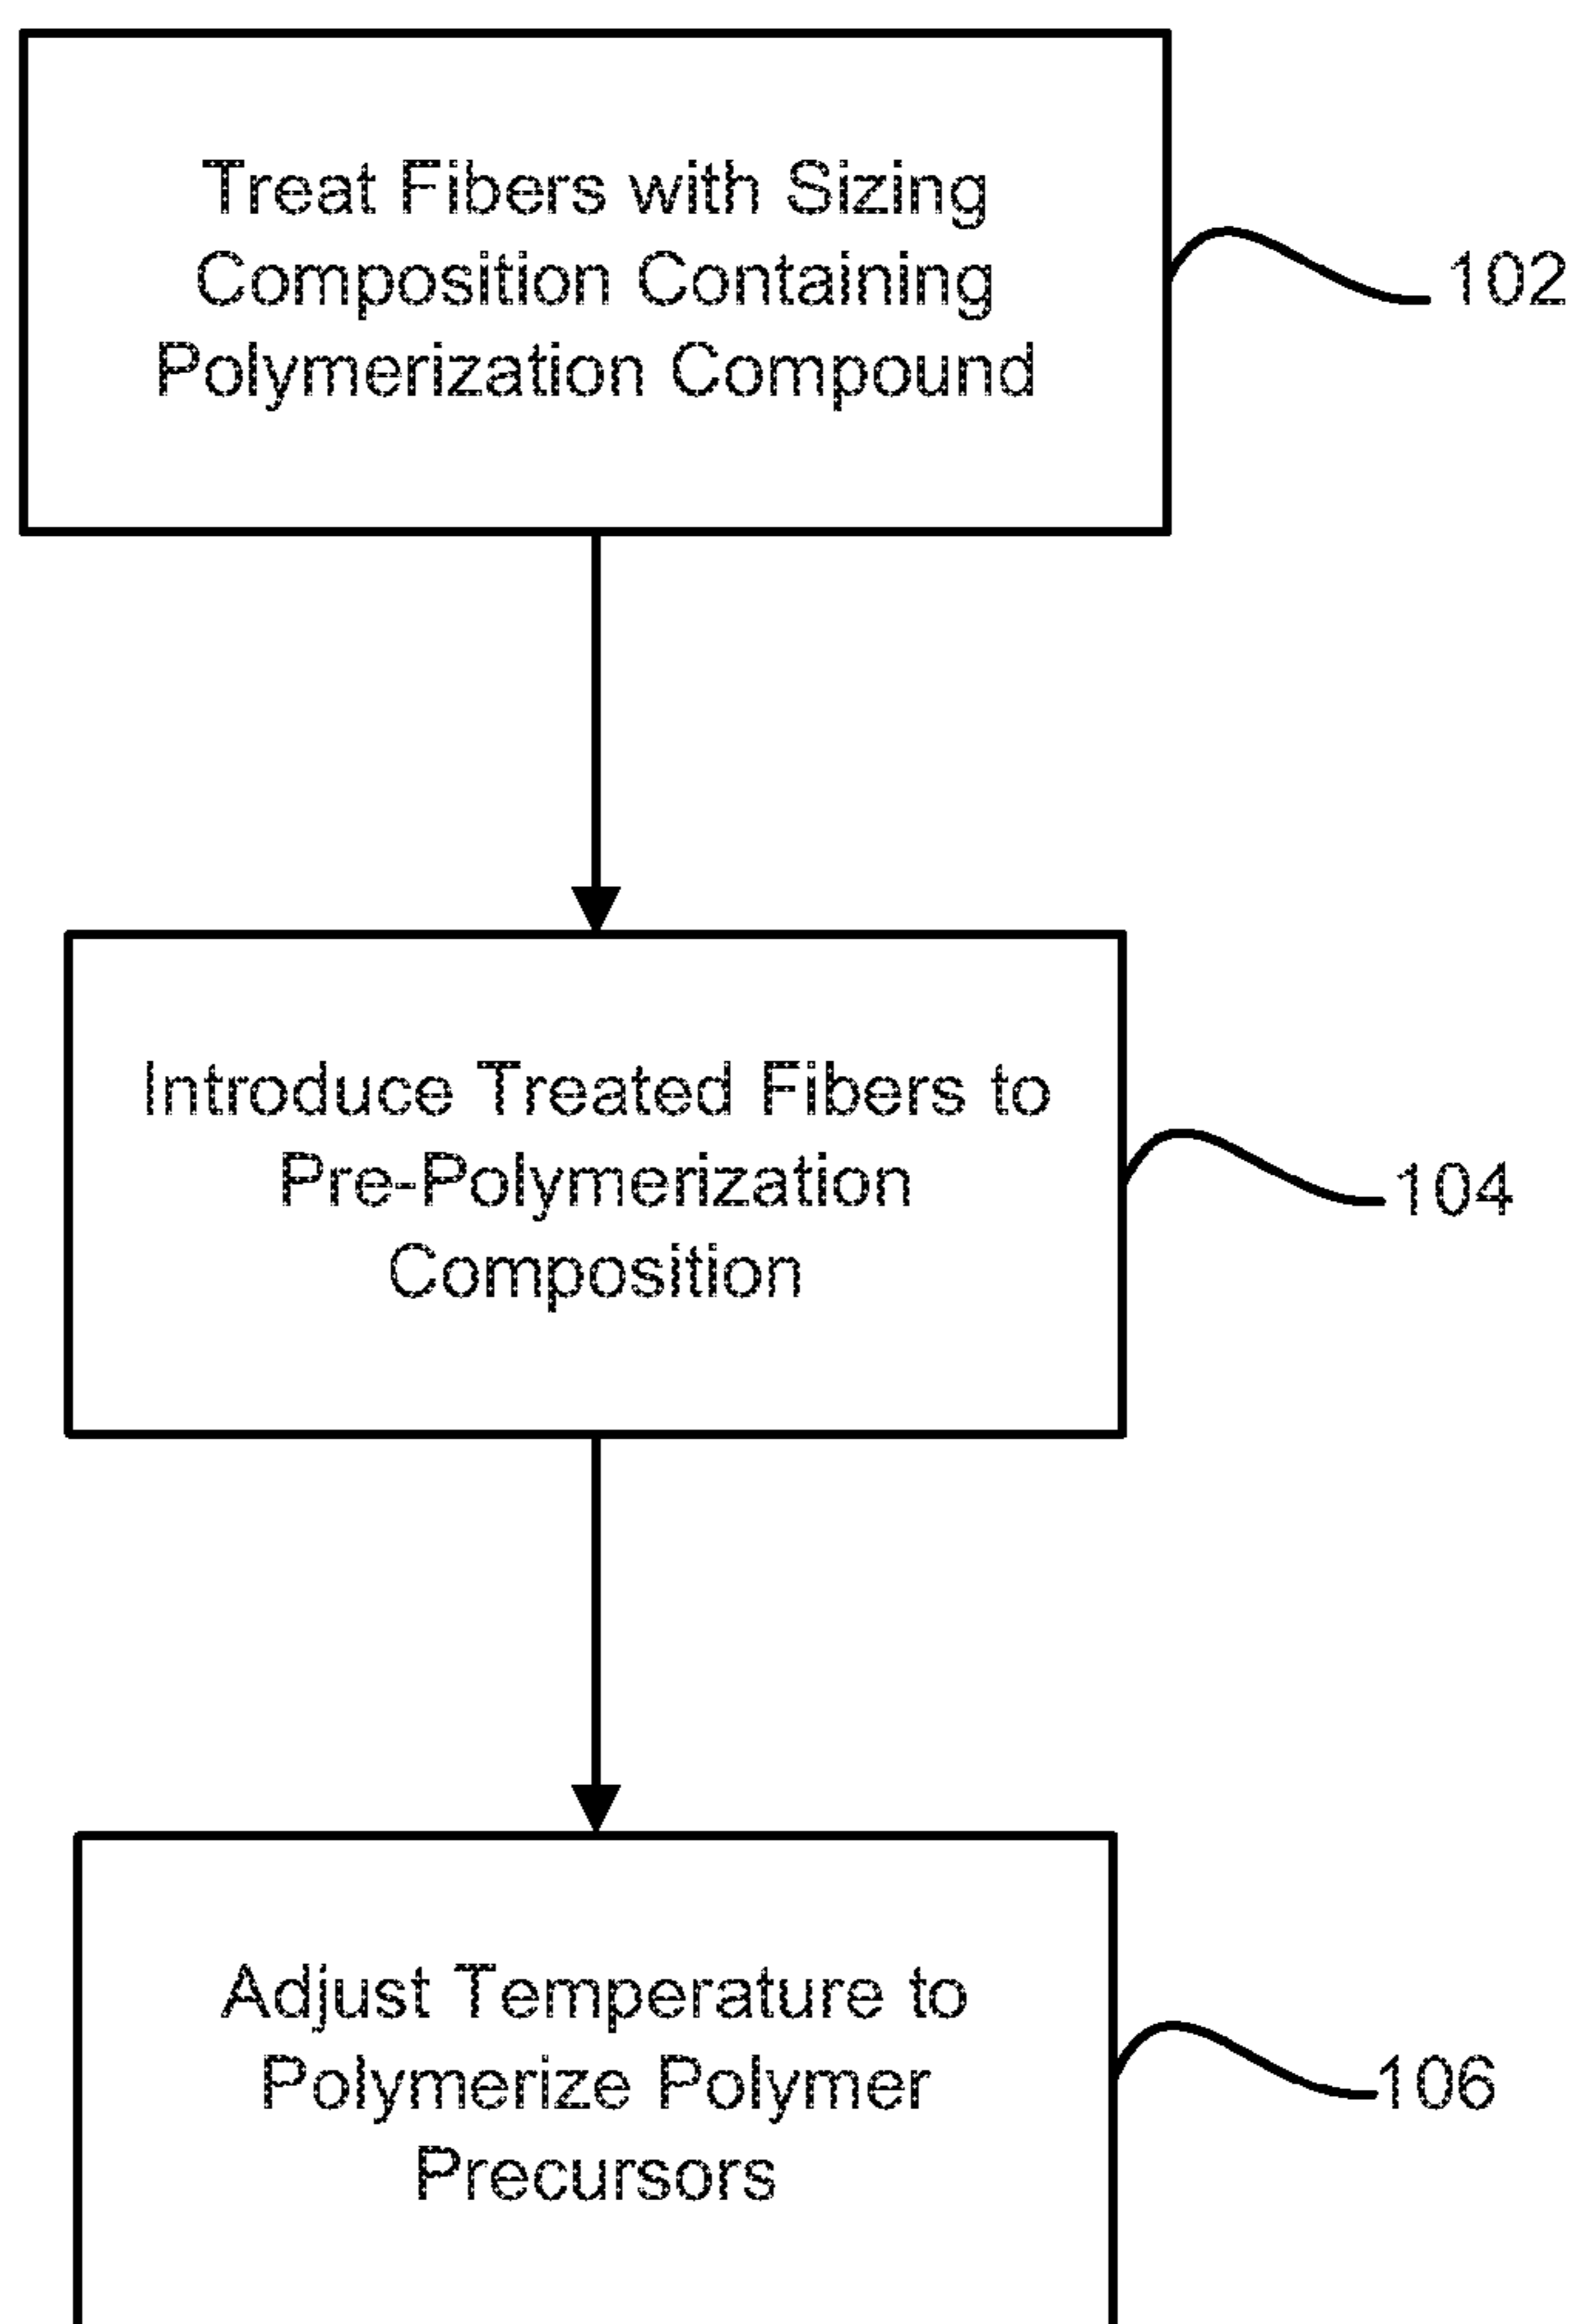 Treat Fibers with Sizing
Composition Containing
Polymerization Compound
102
Introduce Treated Fibers to
Pre-Polymerization
Composition
104
Adjust Temperature to
Polymerize Polymer
Precursors
106